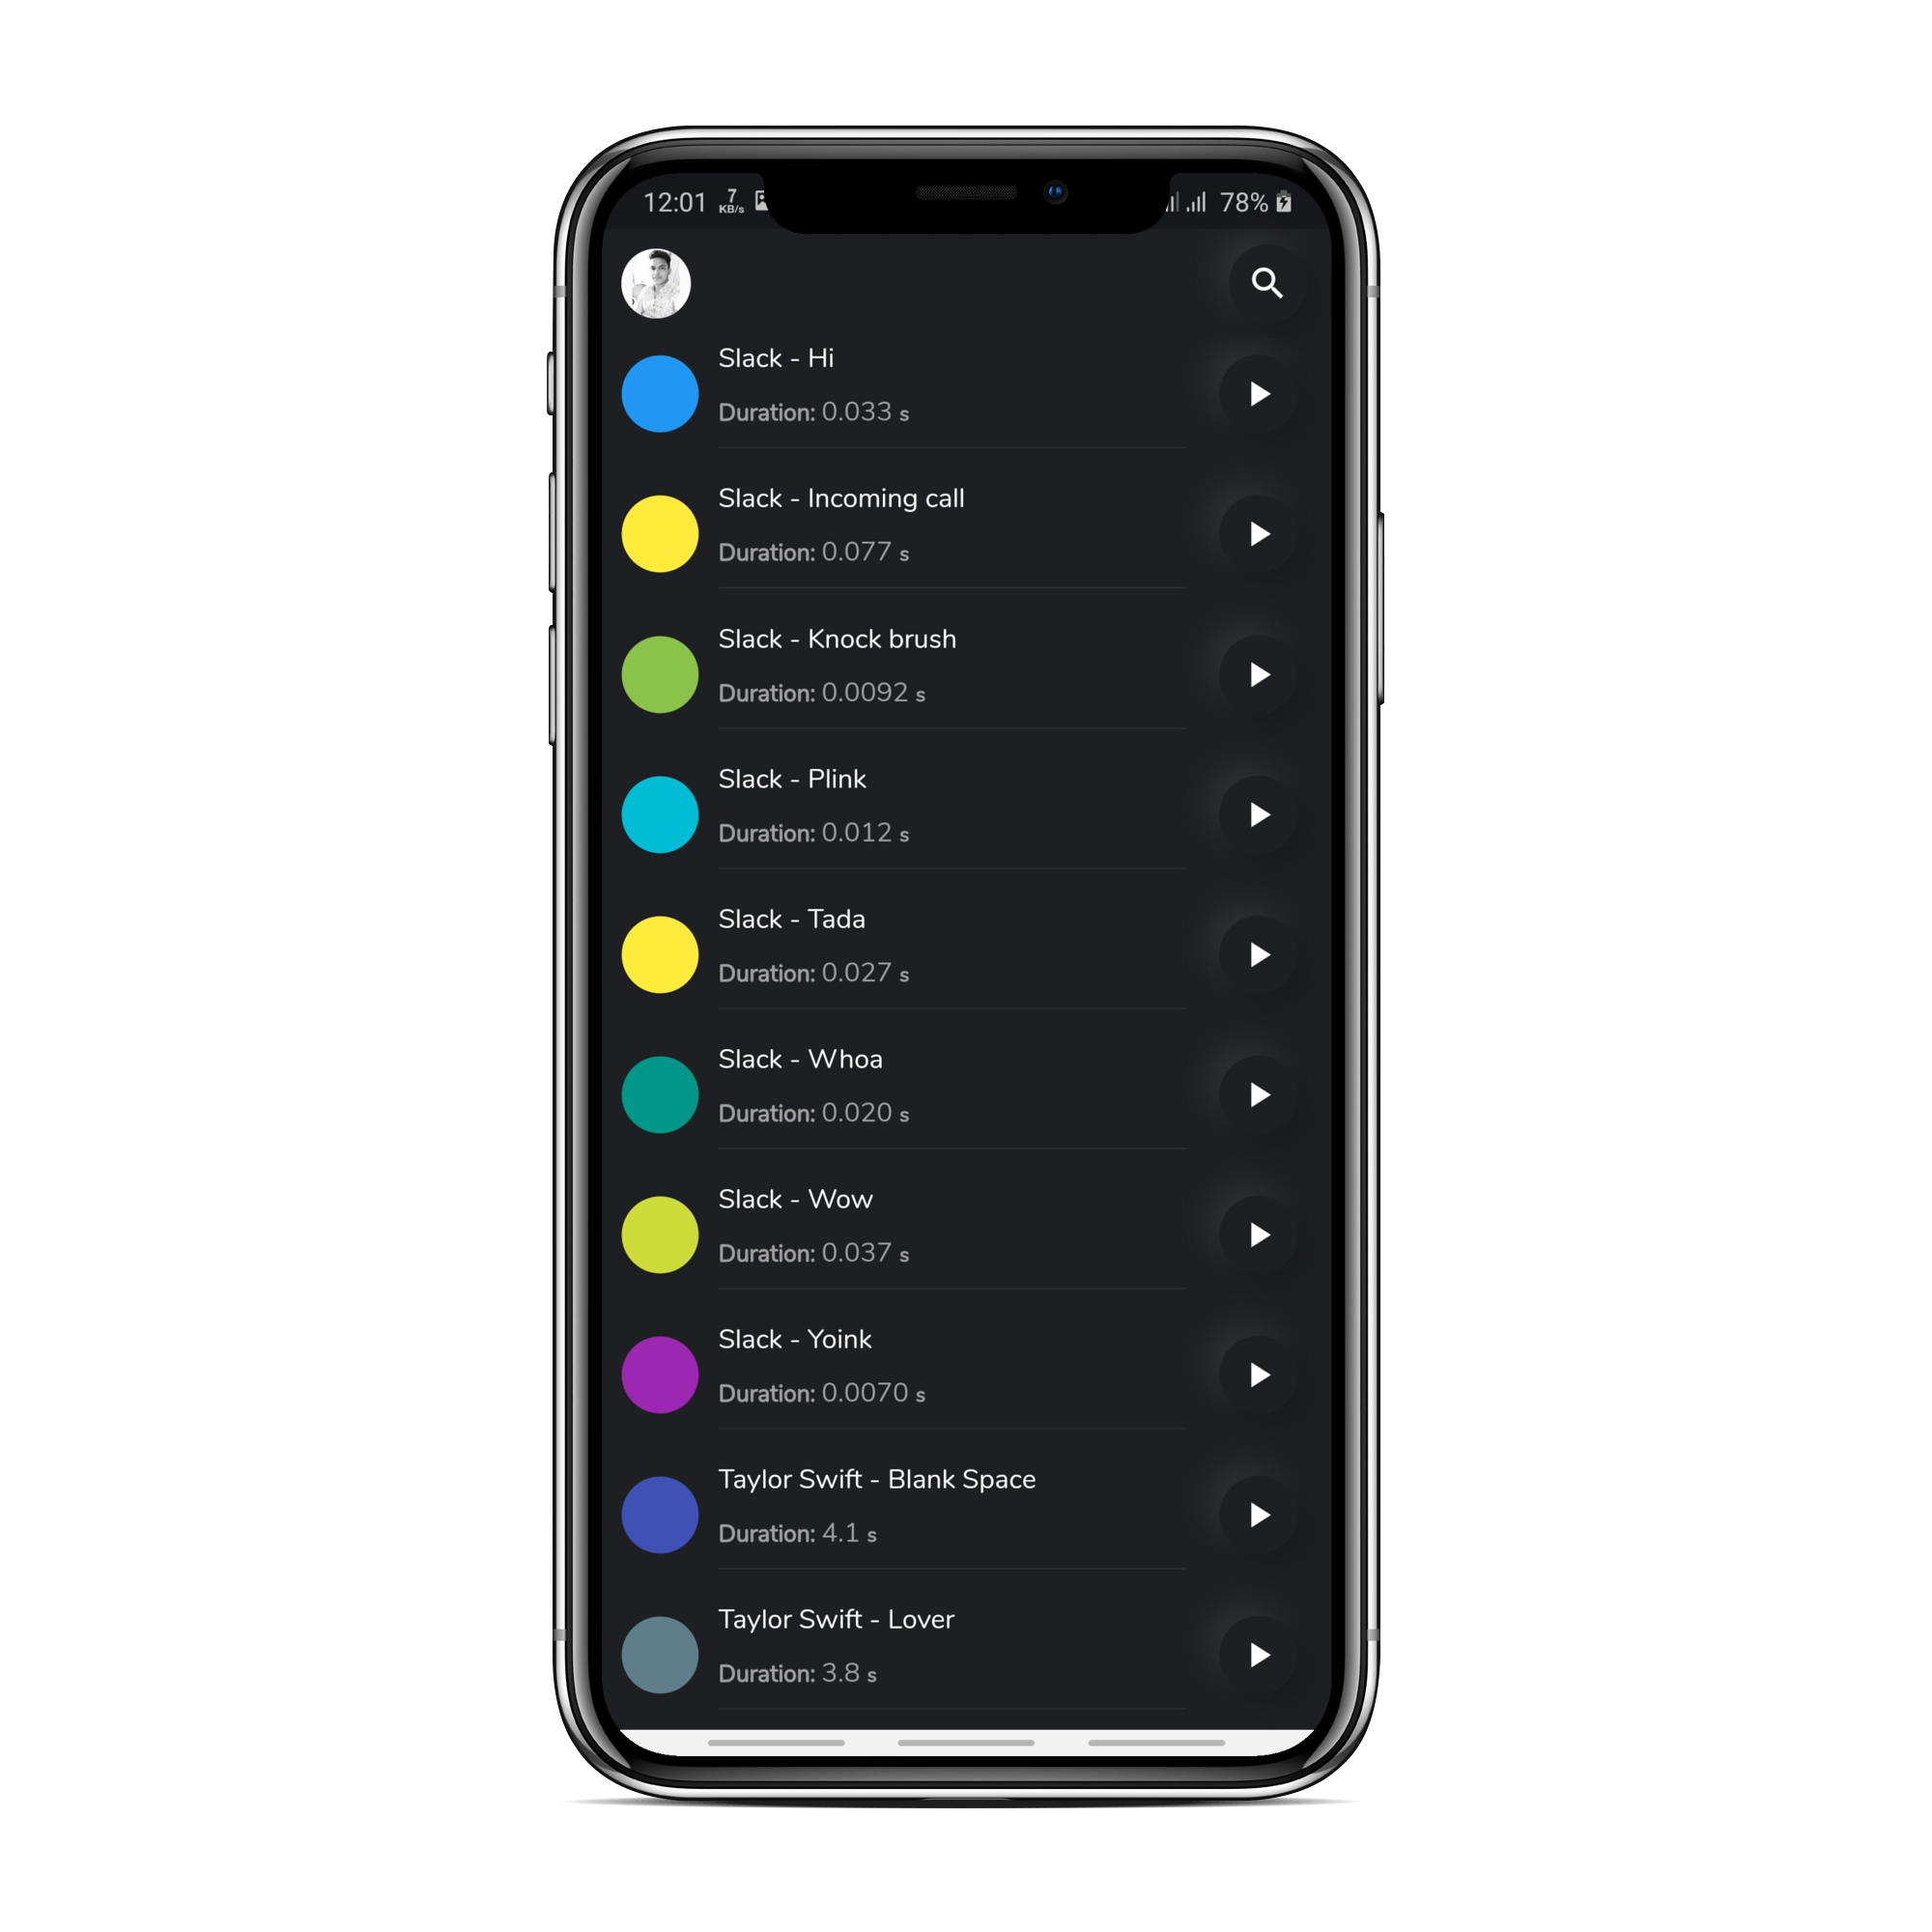 12:01 7 KB/s 78%
Slack - Hi
Duration: 0.033 s
Slack - Incoming call
Duration: 0.077 s
Slack - Knock brush
Duration: 0.0092 s
Slack - Plink
Duration: 0.012 s
Slack - Tada
Duration: 0.027 s
Slack - Whoa
Duration: 0.020 s
Slack - Wow
Duration: 0.037 s
Slack - Yoink
Duration: 0.0070 s
Taylor Swift - Blank Space
Duration: 4.1 s
Taylor Swift - Lover
Duration: 3.8 s